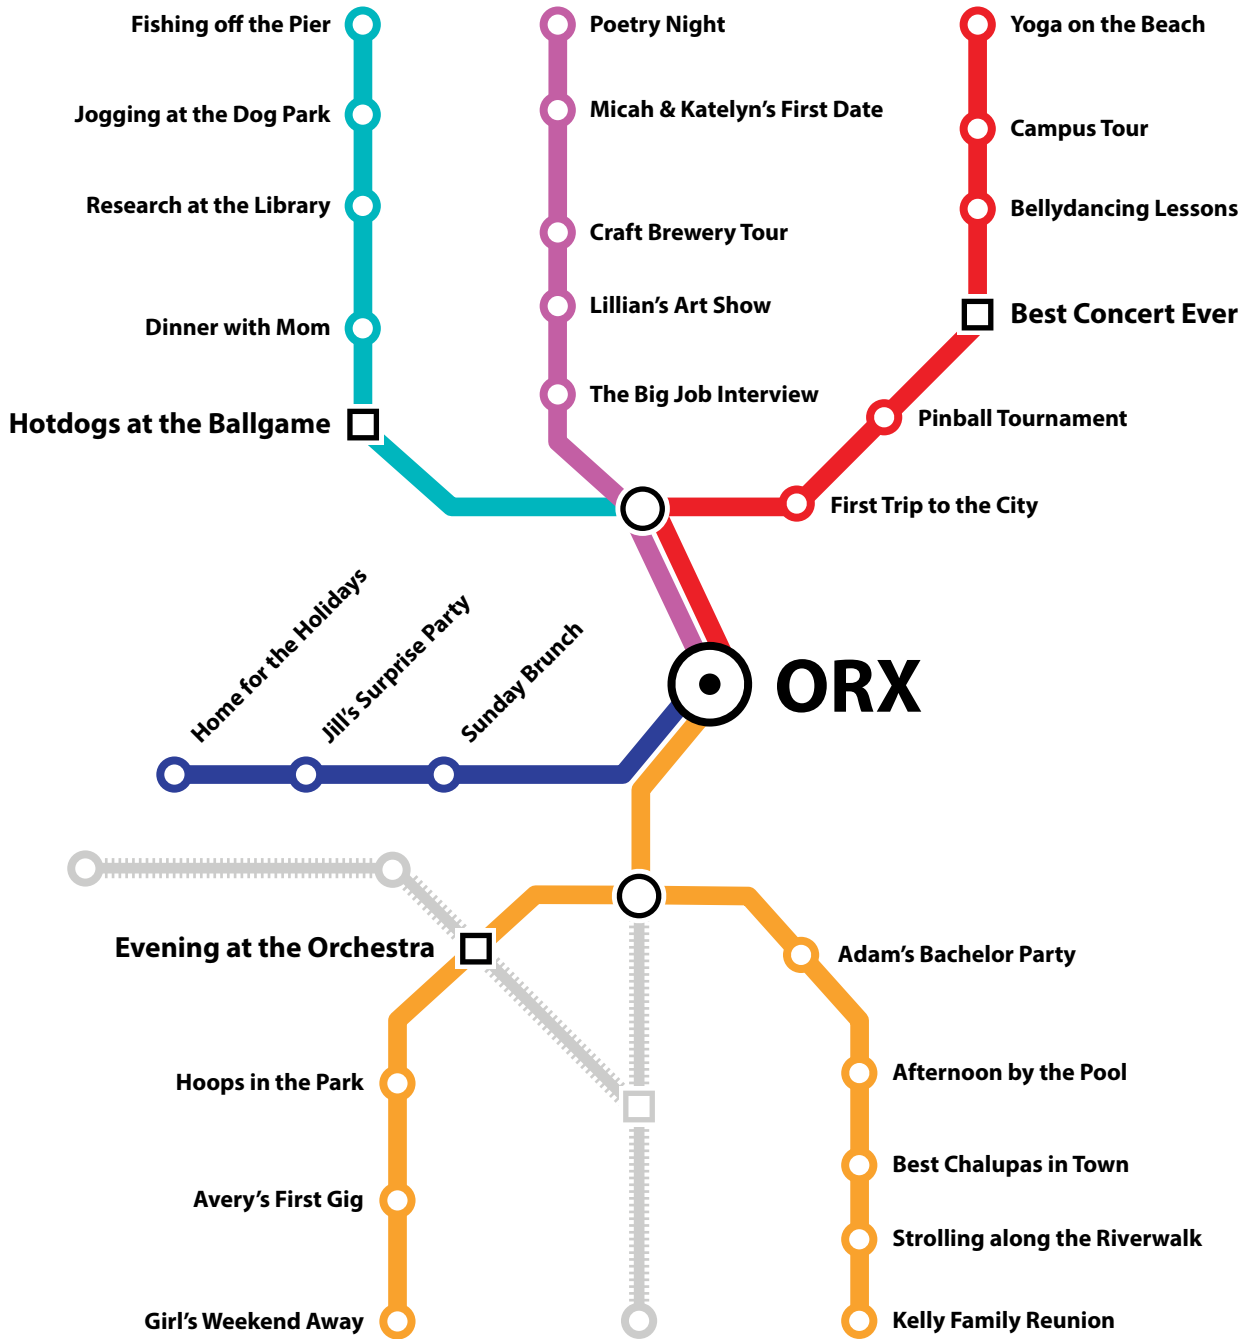 Fishing off the Pier
Poetry Night
Yoga on the Beach
Jogging at the Dog Park
Micah & Katelyn’s First Date
Campus Tour
Research at the Library
Craft Brewery Tour
Bellydancing Lessons
Lillian’s Art Show
Best Concert Ever
Dinner with Mom
The Big Job Interview
Pinball Tournament
Hotdogs at the Ballgame
First Trip to the City
Home for the Holidays
Jill’s Surprise Party
Sunday Brunch
ORX
Evening at the Orchestra
Adam’s Bachelor Party
Hoops in the Park
Afternoon by the Pool
Best Chalupas in Town
Avery’s First Gig
Strolling along the Riverwalk
Girl’s Weekend Away
Kelly Family Reunion